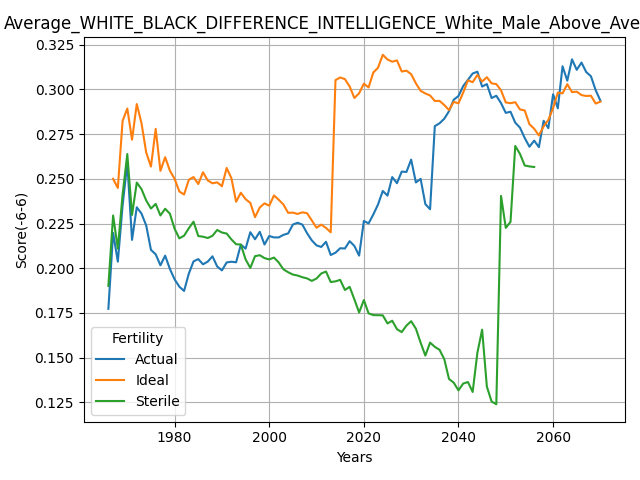 Average_WHITE_BLACK_DIFFERENCE_INTELLIGENCE_White_Male_Above_Ave
0.325
0.300
0.275
0.250
0.225
0.200
0.175
0.150
0.125
Score(-6-6)
Fertility
Actual
Ideal
Sterile
1980
2000
2020
2040
2060
Years